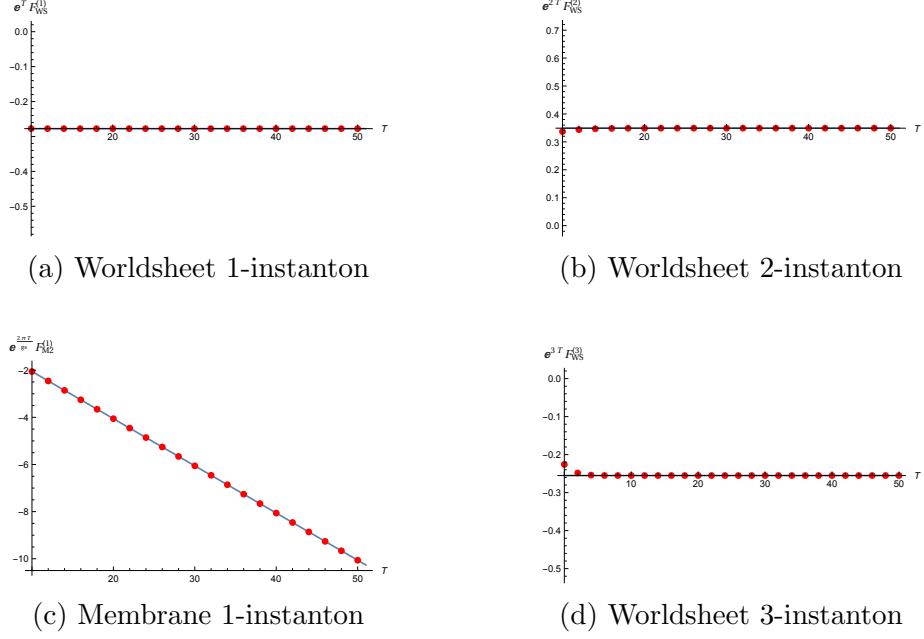 e^T F_WS^(1)
0.0
−0.1
−0.2
−0.3
−0.4
−0.5
20 30 40 50 T
(a) Worldsheet 1-instanton
e^{2T} F_WS^(2)
0.7
0.6
0.5
0.4
0.3
0.2
0.1
0.0
20 30 40 50 T
(b) Worldsheet 2-instanton
e^{2πT/gs} F_M2^(1)
−2
−4
−6
−8
−10
20 30 40 50 T
(c) Membrane 1-instanton
e^{3T} F_WS^(3)
0.0
−0.1
−0.2
−0.3
−0.4
−0.5
10 20 30 40 50 T
(d) Worldsheet 3-instanton